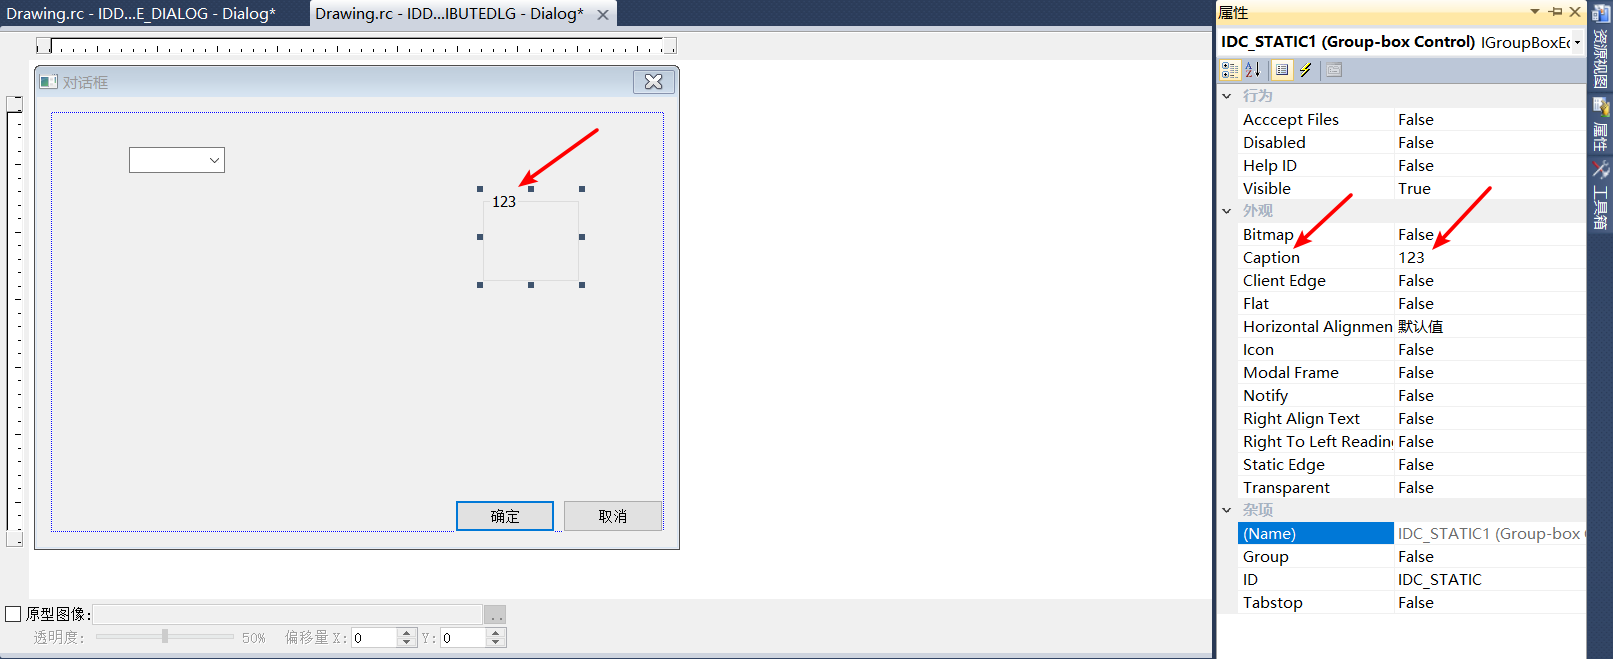 Drawing.rc - IDD...E_DIALOG - Dialog*
Drawing.rc - IDD...IBUTEDLG - Dialog*
对话框
123
确定
取消
原型图像:
..
透明度:
50%
偏移量 X:
0
Y:
0
属性
IDC_STATIC1 (Group-box Control) IGroupBoxEc
行为
Acccept Files False
Disabled False
Help ID False
Visible True
外观
Bitmap False
Caption 123
Client Edge False
Flat False
Horizontal Alignmen 默认值
Icon False
Modal Frame False
Notify False
Right Align Text False
Right To Left Reading False
Static Edge False
Transparent False
杂项
(Name) IDC_STATIC1 (Group-box
Group False
ID IDC_STATIC
Tabstop False
资源视图
属性
工具箱